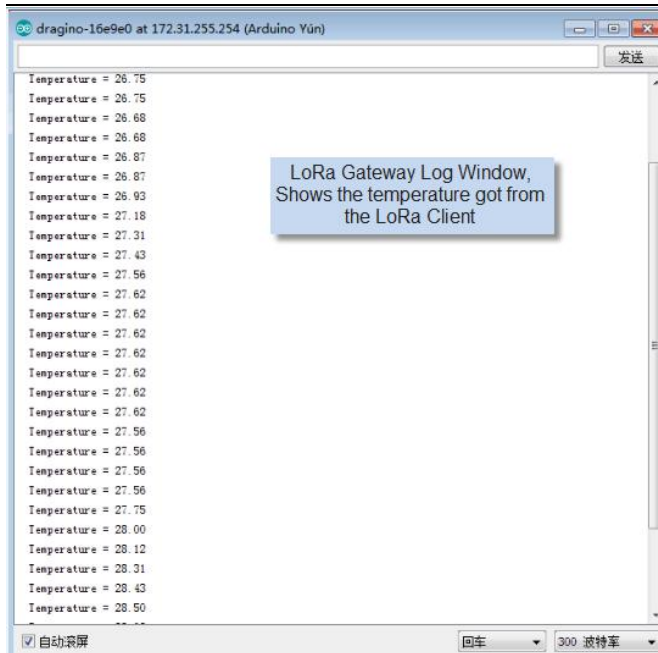 dragino-16e9e0 at 172.31.255.254 (Arduino Yún)
发送
Temperature = 26.75
Temperature = 26.75
Temperature = 26.68
Temperature = 26.68
Temperature = 26.87
Temperature = 26.87
Temperature = 26.93
Temperature = 27.18
Temperature = 27.31
Temperature = 27.43
Temperature = 27.56
Temperature = 27.62
Temperature = 27.62
Temperature = 27.62
Temperature = 27.62
Temperature = 27.62
Temperature = 27.62
Temperature = 27.62
Temperature = 27.56
Temperature = 27.56
Temperature = 27.56
Temperature = 27.56
Temperature = 27.75
Temperature = 28.00
Temperature = 28.12
Temperature = 28.31
Temperature = 28.43
Temperature = 28.50
LoRa Gateway Log Window,
Shows the temperature got from
the LoRa Client
自动滚屏
回车
300 波特率